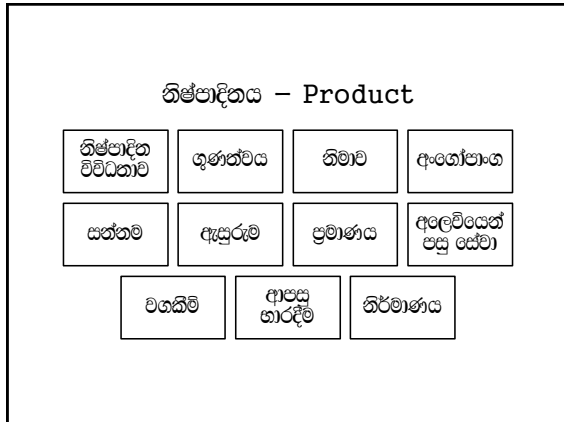 නිෂ්පාදිතය – Product
නිෂ්පාදිත
විවිධතාව
ගුණත්වය
නිමාව
අංගෝපාංග
සන්නම
ඇසුරුම
ප්‍රමාණය
අලෙවියෙන්
පසු සේවා
වගකීම්
ආපසු
භාරදීම
නිර්මාණය